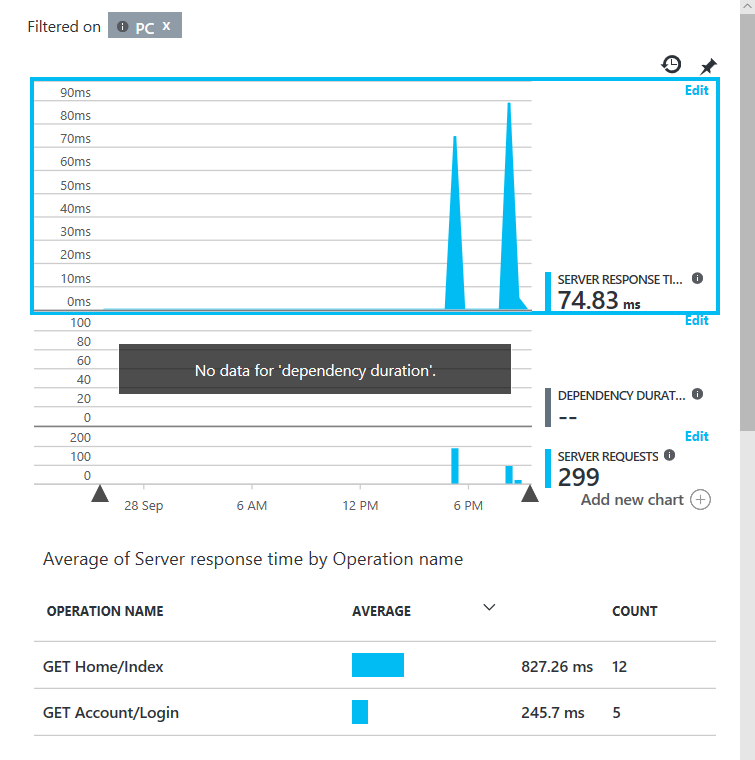 Filtered on PC x
Edit
90ms
80ms
70ms
60ms
50ms
40ms
30ms
20ms
10ms
0ms
SERVER RESPONSE TI...
74.83 ms
Edit
100
80
60
40
20
0
No data for 'dependency duration'.
DEPENDENCY DURAT...
--
Edit
200
100
0
SERVER REQUESTS
299
28 Sep 6 AM 12 PM 6 PM
Add new chart
Average of Server response time by Operation name
OPERATION NAME AVERAGE COUNT
GET Home/Index 827.26 ms 12
GET Account/Login 245.7 ms 5